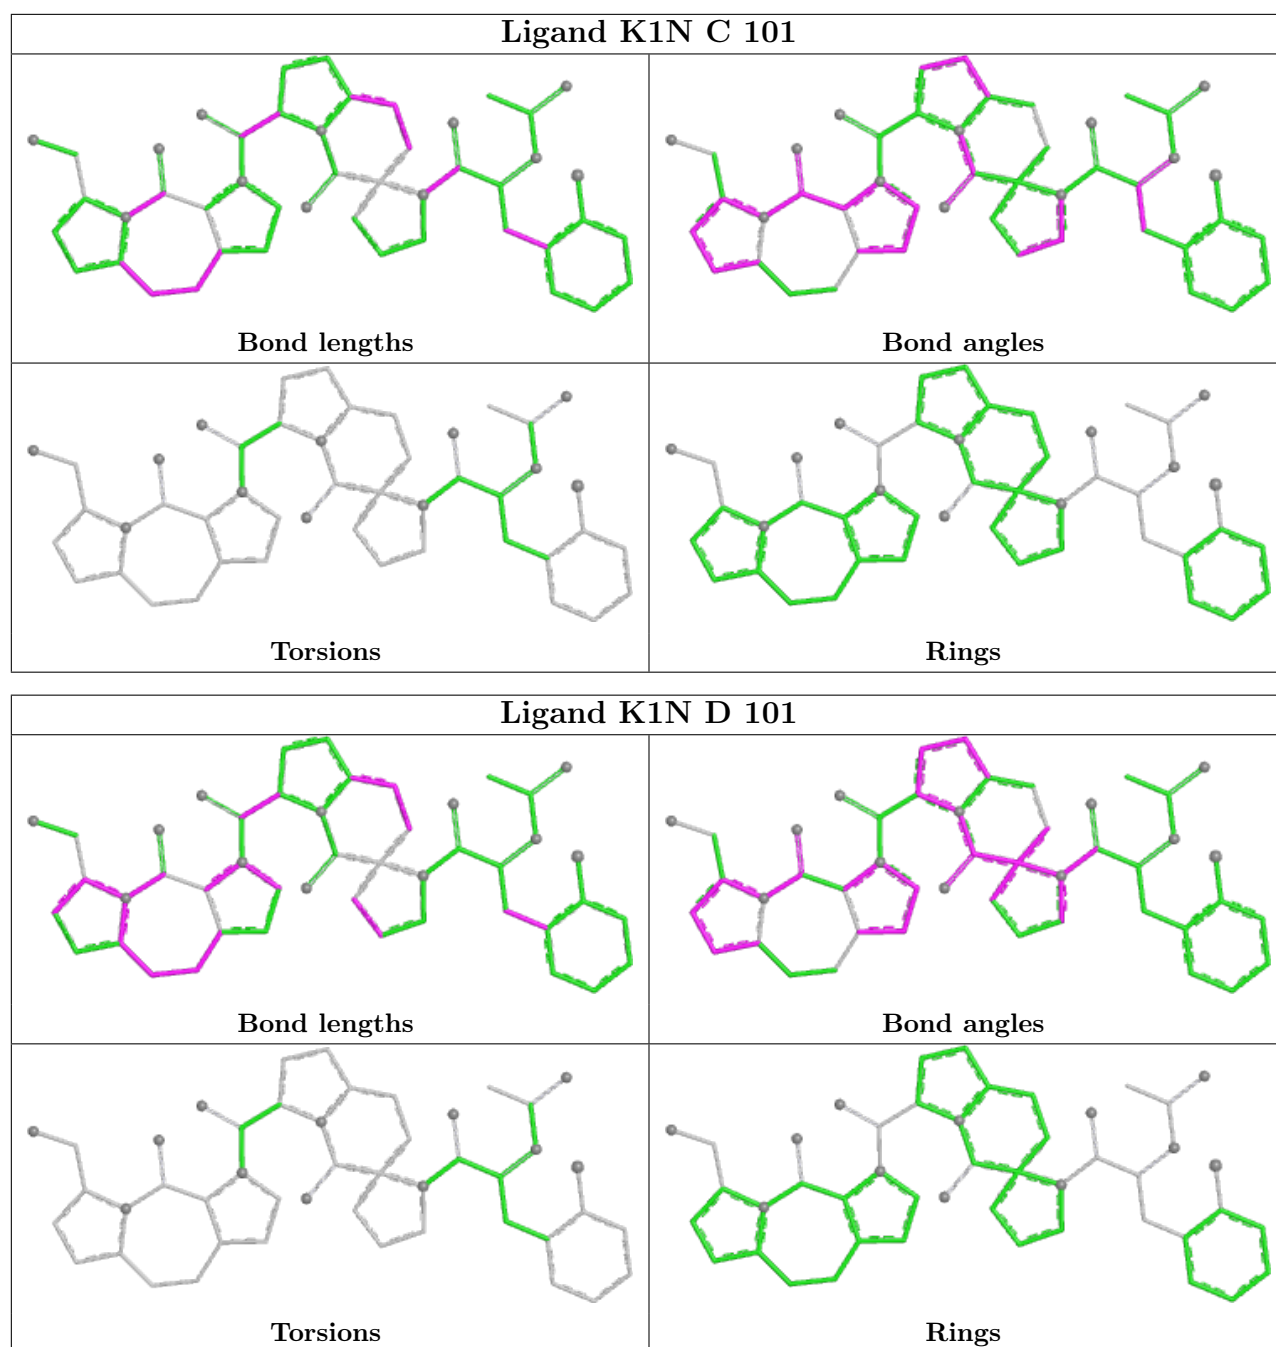 Ligand K1N C 101
Bond lengths
Bond angles
Torsions
Rings
Ligand K1N D 101
Bond lengths
Bond angles
Torsions
Rings